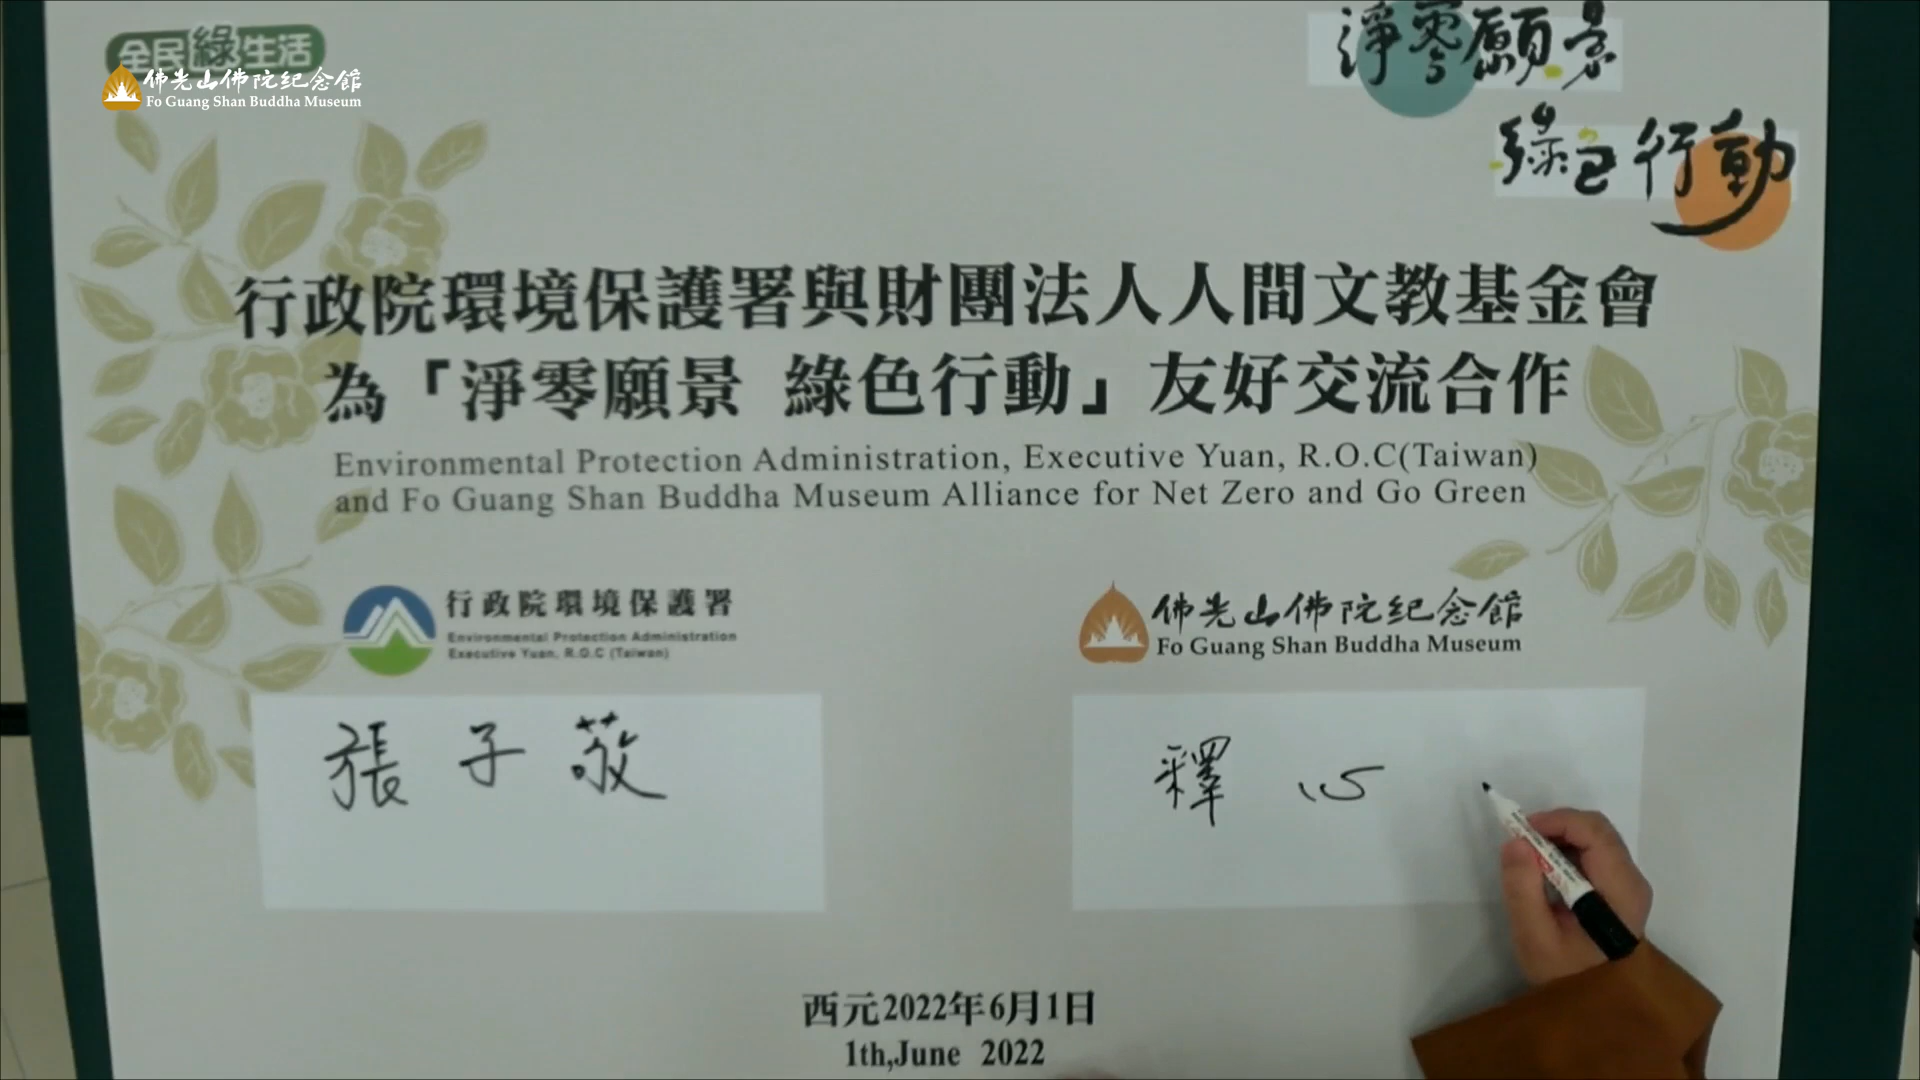 全民綠生活
佛光山佛陀紀念館
Fo Guang Shan Buddha Museum
淨零願景
綠色行動
行政院環境保護署與財團法人人間文教基金會
為「淨零願景 綠色行動」友好交流合作
Environmental Protection Administration, Executive Yuan, R.O.C(Taiwan)
and Fo Guang Shan Buddha Museum Alliance for Net Zero and Go Green
行政院環境保護署
Environmental Protection Administration
Executive Yuan, R.O.C (Taiwan)
佛光山佛陀紀念館
Fo Guang Shan Buddha Museum
張子敬
釋心
西元2022年6月1日
1th,June 2022